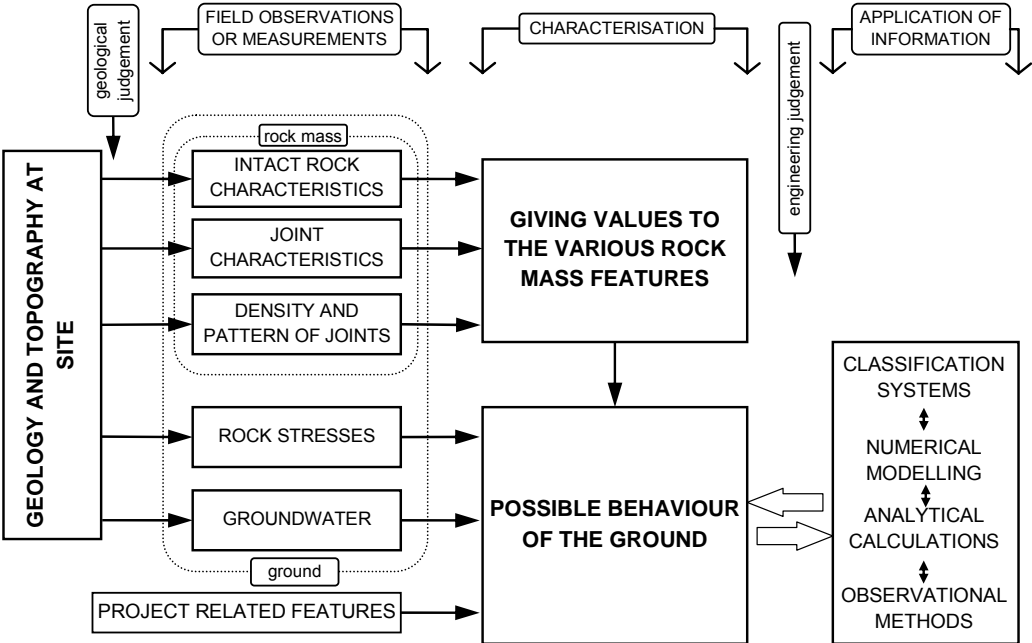 FIELD OBSERVATIONS
OR MEASUREMENTS
CHARACTERISATION
APPLICATION OF
INFORMATION
geological
judgement
engineering judgement
GEOLOGY AND TOPOGRAPHY AT
SITE
rock mass
INTACT ROCK
CHARACTERISTICS
JOINT
CHARACTERISTICS
DENSITY AND
PATTERN OF JOINTS
ROCK STRESSES
GROUNDWATER
ground
PROJECT RELATED FEATURES
GIVING VALUES TO
THE VARIOUS ROCK
MASS FEATURES
POSSIBLE BEHAVIOUR
OF THE GROUND
CLASSIFICATION
SYSTEMS
NUMERICAL
MODELLING
ANALYTICAL
CALCULATIONS
OBSERVATIONAL
METHODS